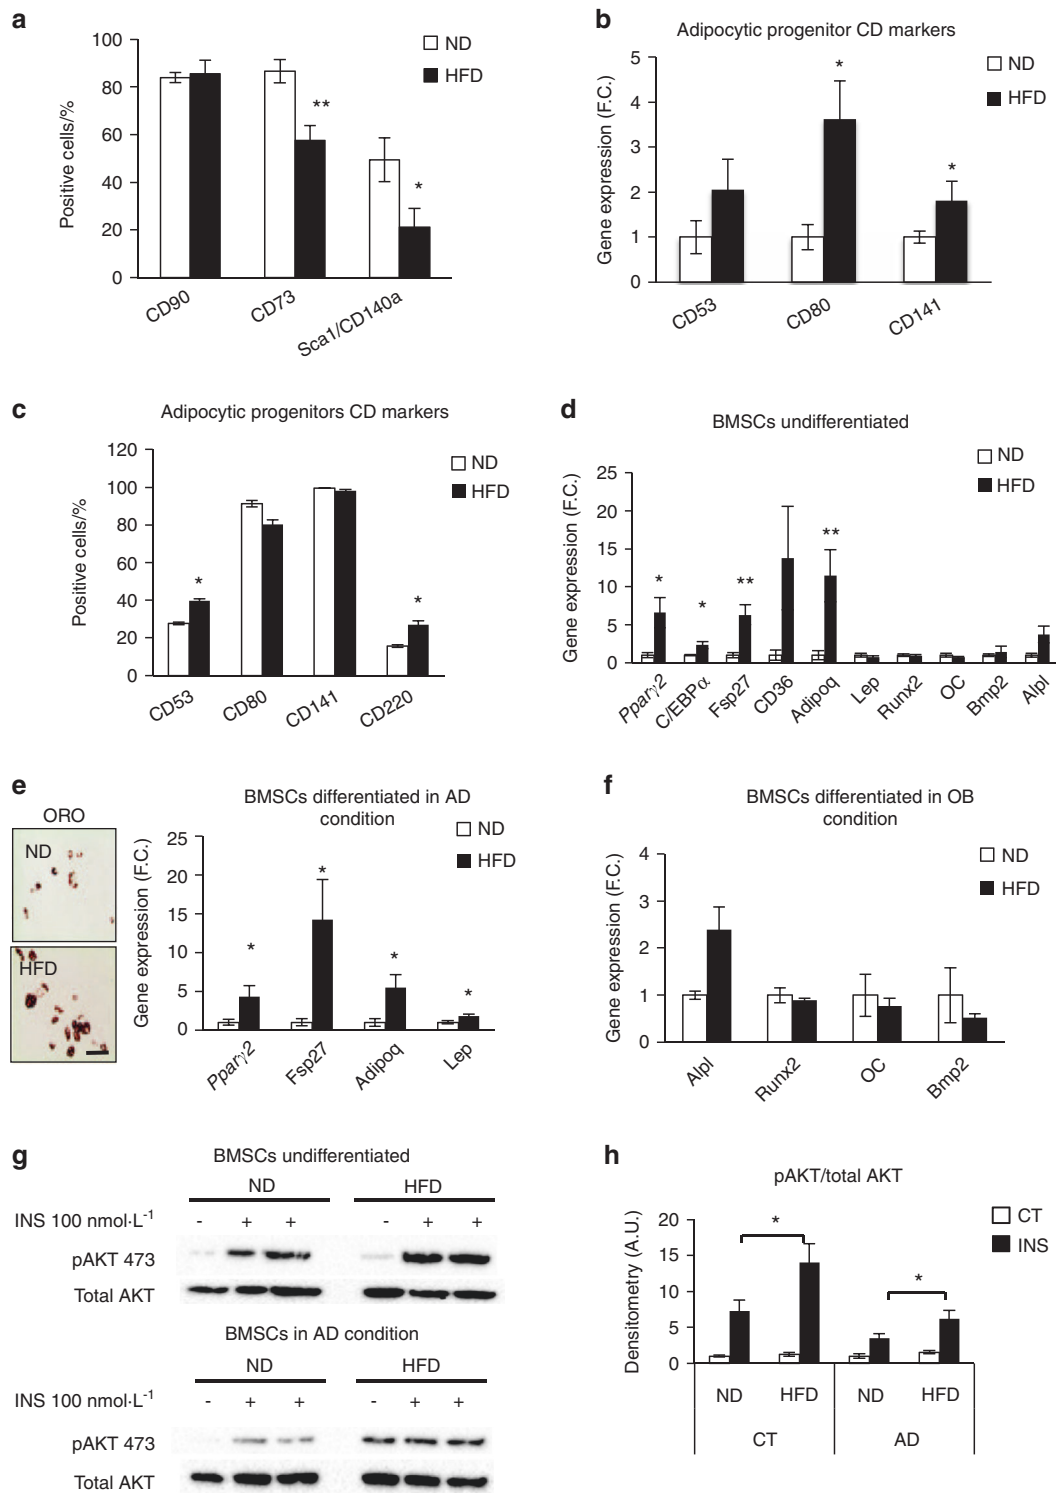 a
100
80
60
40
20
0
Positive cells/%
ND
HFD
**
*
CD90
CD73
Sca1/CD140a
b
Adipocytic progenitor CD markers
5
4
3
2
1
0
Gene expression (F.C.)
ND
HFD
*
*
CD53
CD80
CD141
c
Adipocytic progenitors CD markers
120
100
80
60
40
20
0
Positive cells/%
ND
HFD
*
*
CD53
CD80
CD141
CD220
d
BMSCs undifferentiated
25
20
15
10
5
0
Gene expression (F.C.)
ND
HFD
*
*
**
**
Pparγ2
C/EBPα
Fsp27
CD36
Adipoq
Lep
Runx2
OC
Bmp2
Alpl
e
ORO
ND
HFD
BMSCs differentiated in AD
condition
25
20
15
10
5
0
Gene expression (F.C.)
ND
HFD
*
*
*
*
Pparγ2
Fsp27
Adipoq
Lep
f
BMSCs differentiated in OB
condition
4
3
2
1
0
Gene expression (F.C.)
ND
HFD
Alpl
Runx2
OC
Bmp2
g
BMSCs undifferentiated
ND HFD
INS 100 nmol·L⁻¹ - + + - + +
pAKT 473
Total AKT
BMSCs in AD condition
ND HFD
INS 100 nmol·L⁻¹ - + + - + +
pAKT 473
Total AKT
h
pAKT/total AKT
20
15
10
5
0
Densitometry (A.U.)
CT
INS
*
*
ND HFD ND HFD
CT AD